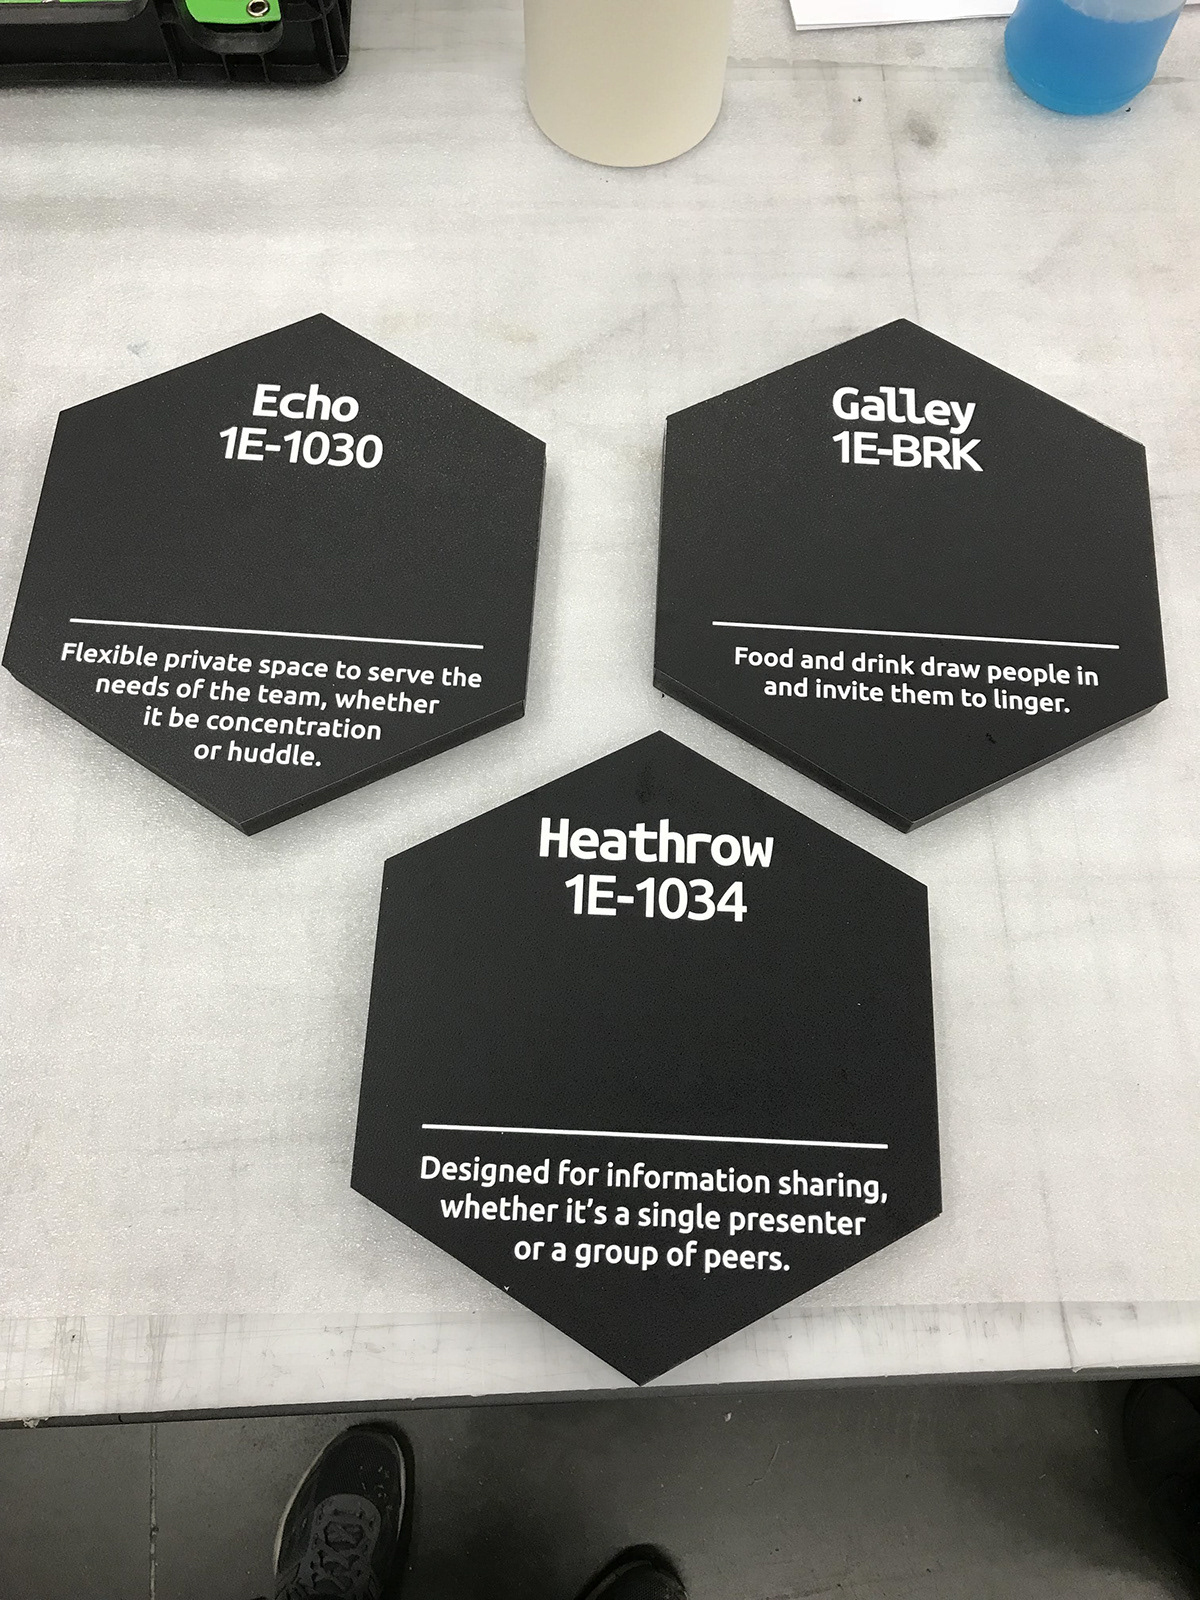 Echo
1E-1030
Flexible private space to serve the
needs of the team, whether
it be concentration
or huddle.
Galley
1E-BRK
Food and drink draw people in
and invite them to linger.
Heathrow
1E-1034
Designed for information sharing,
whether it’s a single presenter
or a group of peers.